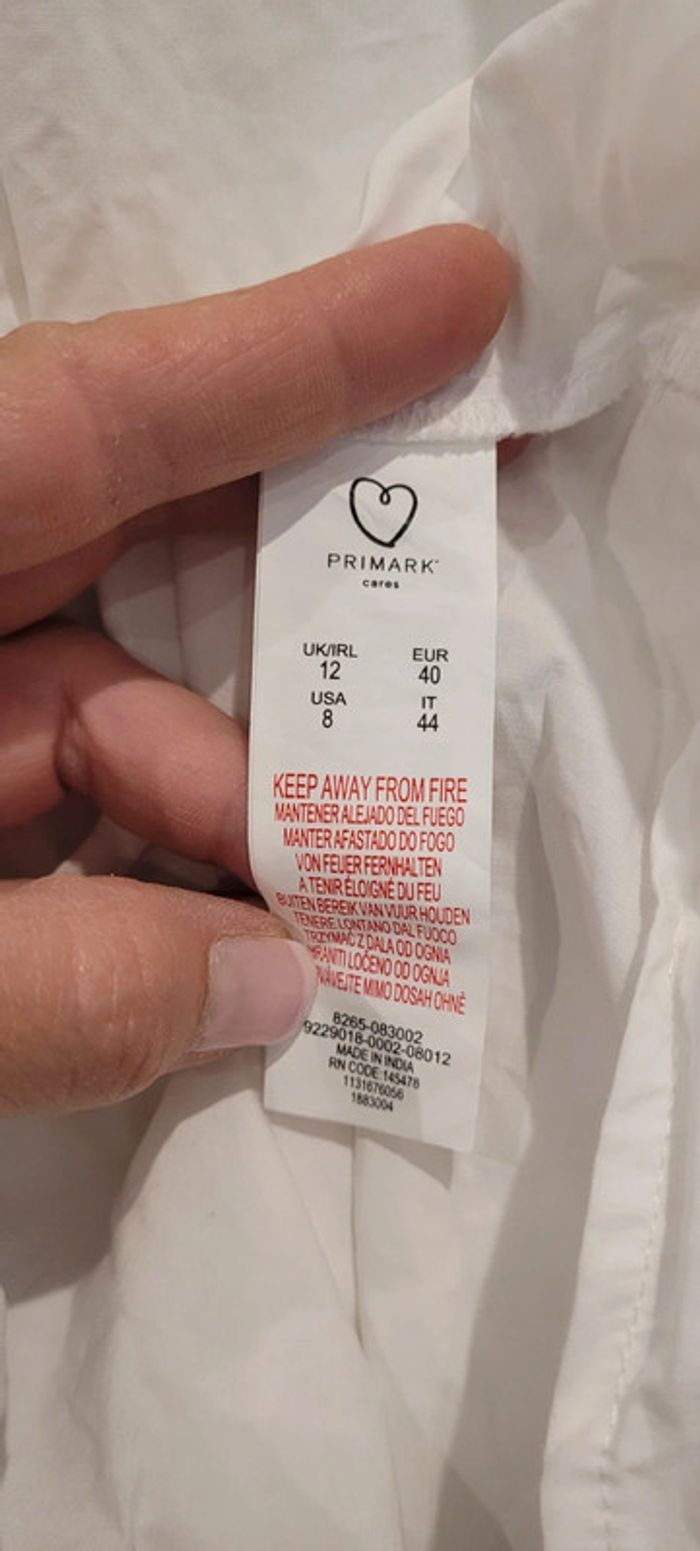 PRIMARK
cares
UK/IRL EUR
12 40
USA IT
8 44
KEEP AWAY FROM FIRE
MANTENER ALEJADO DEL FUEGO
MANTER AFASTADO DO FOGO
VON FEUER FERNHALTEN
A TENIR ÉLOIGNÉ DU FEU
BUITEN BEREIK VAN VUUR HOUDEN
TENERE LONTANO DAL FUOCO
TRZYMAĆ Z DALA OD OGNIA
LOČENO OD OGNJA
MIMO DOSAH OHNĚ
8265-083002
9229018-0002-08012
MADE IN INDIA
RN CODE:145478
1131676056
1883004